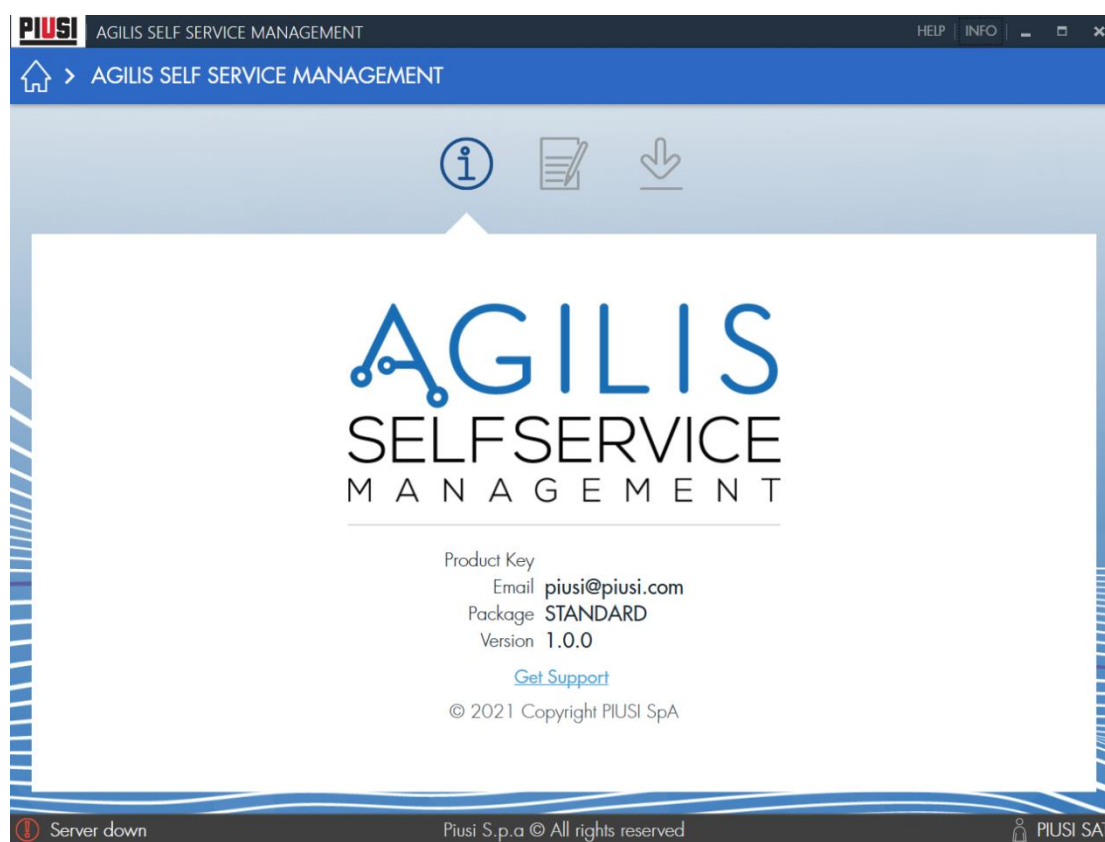 PIUSI AGILIS SELF SERVICE MANAGEMENT HELP INFO
AGILIS SELF SERVICE MANAGEMENT
AGILIS
SELFSERVICE
MANAGEMENT
Product Key
Email piusi@piusi.com
Package STANDARD
Version 1.0.0
Get Support
© 2021 Copyright PIUSI SpA
Server down Piusi S.p.a © All rights reserved PIUSI SAT